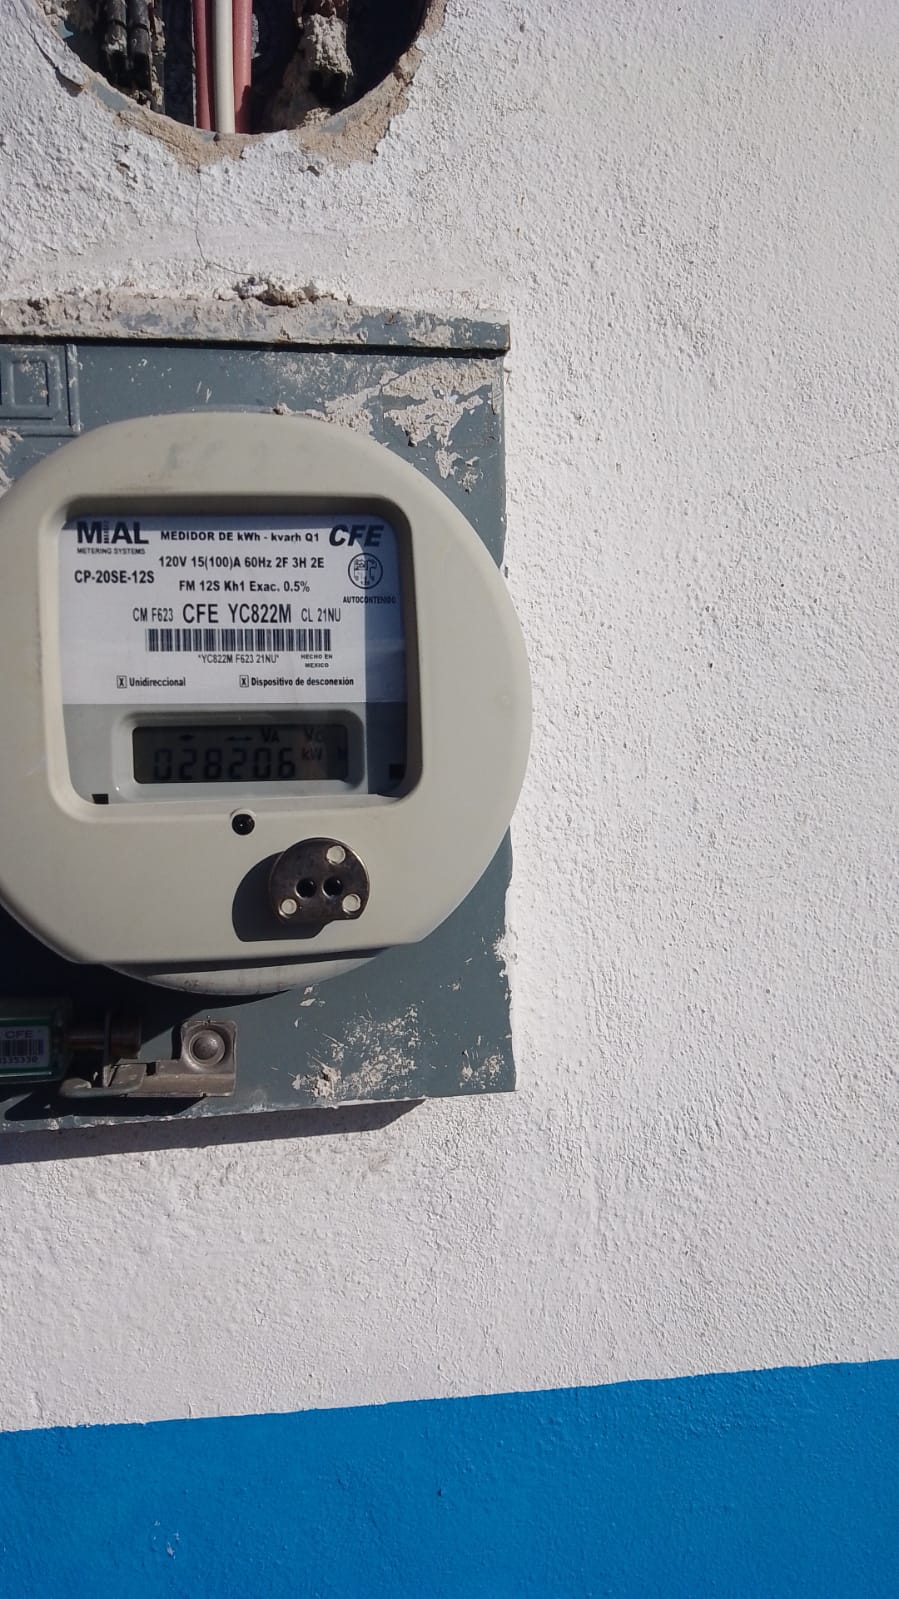 MIAL MEDIDOR DE kWh - kvarh Q1 CFE
METERING SYSTEMS
120V 15(100)A 60Hz 2F 3H 2E
CP-20SE-12S
FM 12S Kh1 Exac. 0.5%
AUTOCONTENIDO
CM F623 CFE YC822M CL 21NU
*YC822M F623 21NU*
HECHO EN
MEXICO
X Unidireccional X Dispositivo de desconexión
VA
kW h
028206
CFE